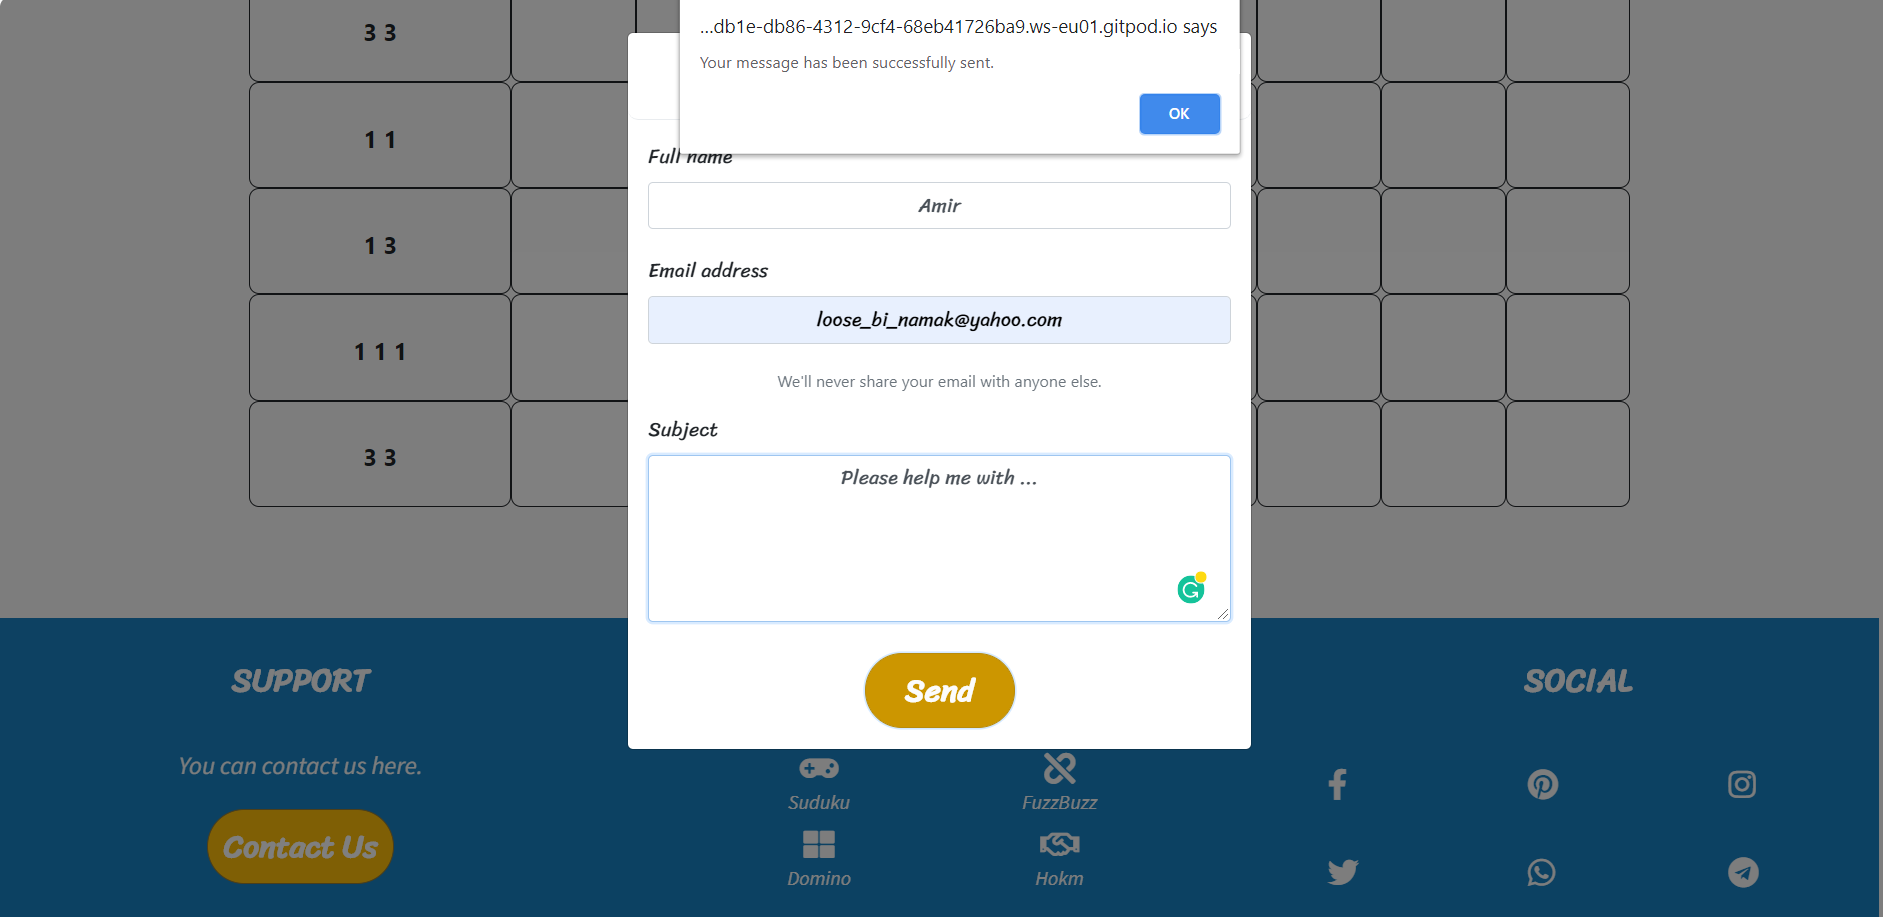 ...db1e-db86-4312-9cf4-68eb41726ba9.ws-eu01.gitpod.io says
Your message has been successfully sent.
OK
3 3
1 1
1 3
1 1 1
3 3
Full name
Amir
Email address
loose_bi_namak@yahoo.com
We'll never share your email with anyone else.
Subject
Please help me with ...
Send
SUPPORT
You can contact us here.
Contact Us
Suduku
FuzzBuzz
Domino
Hokm
SOCIAL